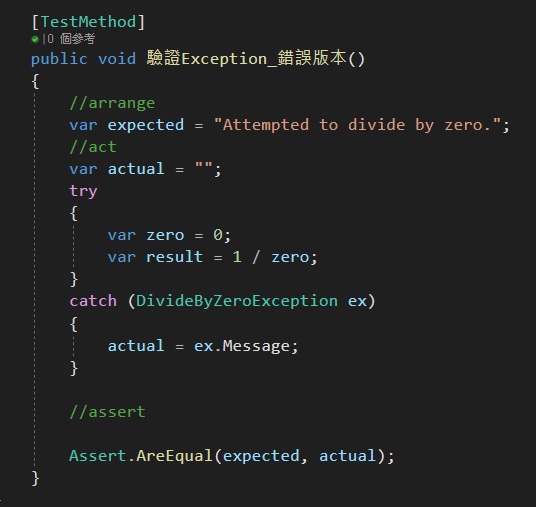 [TestMethod]
|0 個參考
public void 驗證Exception_錯誤版本()
{
//arrange
var expected = "Attempted to divide by zero.";
//act
var actual = "";
try
{
var zero = 0;
var result = 1 / zero;
}
catch (DivideByZeroException ex)
{
actual = ex.Message;
}
//assert
Assert.AreEqual(expected, actual);
}